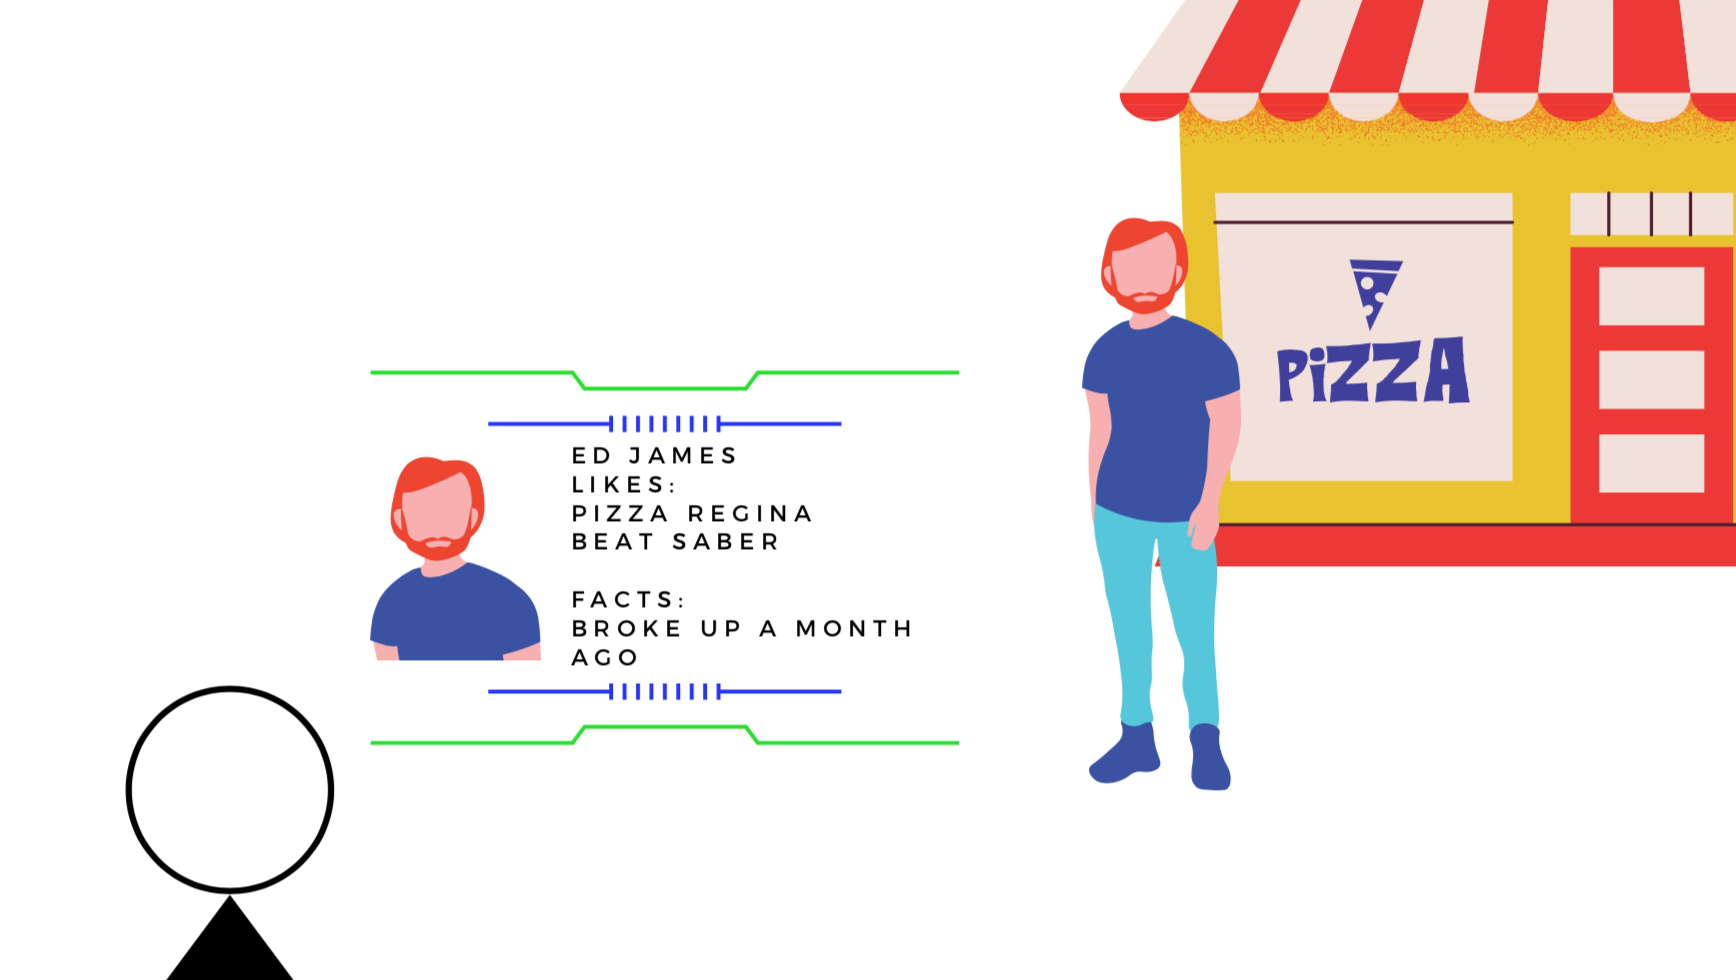 PIZZA
ED JAMES
LIKES:
PIZZA REGINA
BEAT SABER
FACTS:
BROKE UP A MONTH
AGO